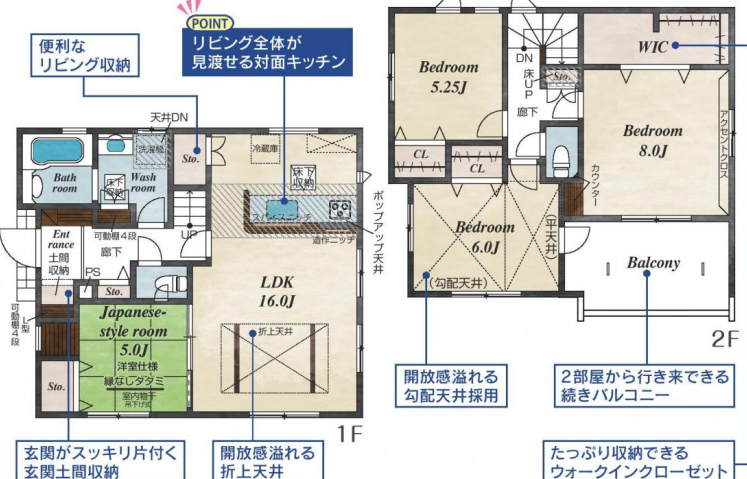 POINT
リビング全体が
見渡せる対面キッチン
便利な
リビング収納
天井DN
洗濯機
Sto.
冷蔵庫
床下
収納
Bath
room
Wash
room
床下
収納
スパイスニッチ
造作ニッチ
ポップアップ天井
Ent
rance
土間
収納
可動棚4段
廊下
UP
PS
Sto.
L型
可動棚4段
LDK
16.0J
折上天井
Japanese-
style room
5.0J
洋室仕様
縁なしタタミ
室内物干
吊下げ式
Sto.
1F
玄関がスッキリ片付く
玄関土間収納
開放感溢れる
折上天井
Bedroom
5.25J
DN
床UP
Sto.
廊下
WIC
Bedroom
8.0J
アクセントクロス
カウンター
CL
CL
Bedroom
6.0J
(平天井)
(勾配天井)
Balcony
2F
開放感溢れる
勾配天井採用
2部屋から行き来できる
続きバルコニー
たっぷり収納できる
ウォークインクローゼット